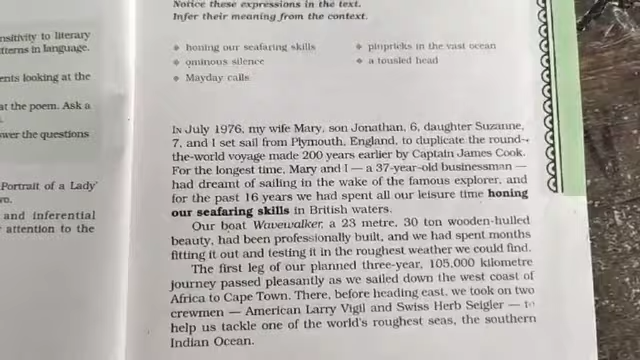 nsitivity to literary
tterns in language.
ents looking at the
at the poem. Ask a
swer the questions
Portrait of a Lady'
and inferential
attention to the
Notice these expressions in the text.
Infer their meaning from the context.
honing our seafaring skills
pinpricks in the vast ocean
ominous silence
a tousled head
Mayday calls
IN July 1976, my wife Mary, son Jonathan, 6, daughter Suzanne,
7, and I set sail from Plymouth, England, to duplicate the round-
the-world voyage made 200 years earlier by Captain James Cook.
For the longest time, Mary and I — a 37-year-old businessman —
had dreamt of sailing in the wake of the famous explorer, and
for the past 16 years we had spent all our leisure time honing
our seafaring skills in British waters.
Our boat Wavewalker, a 23 metre, 30 ton wooden-hulled
beauty, had been professionally built, and we had spent months
fitting it out and testing it in the roughest weather we could find.
The first leg of our planned three-year, 105,000 kilometre
journey passed pleasantly as we sailed down the west coast of
Africa to Cape Town. There, before heading east, we took on two
crewmen — American Larry Vigil and Swiss Herb Seigler — to
help us tackle one of the world's roughest seas, the southern
Indian Ocean.